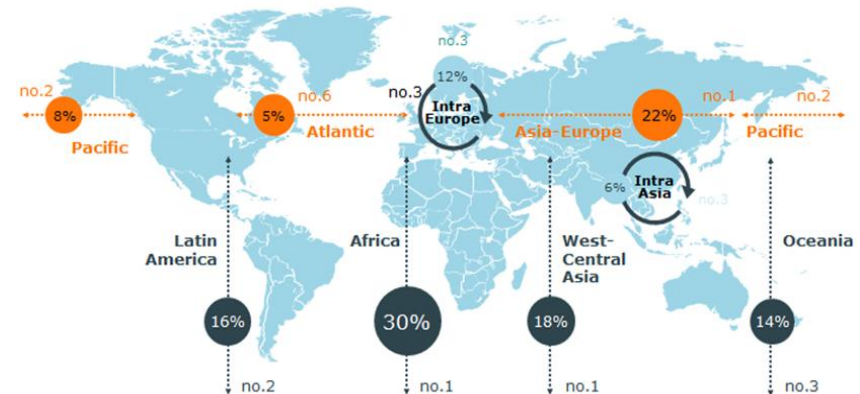 no.3
12%
no.2
no.6
no.3
no.1
no.2
8%
5%
Intra
Europe
22%
Pacific
Atlantic
Asia-Europe
Pacific
6%
Intra
Asia
no.3
Latin
America
Africa
West-
Central
Asia
Oceania
16%
30%
18%
14%
no.2
no.1
no.1
no.3